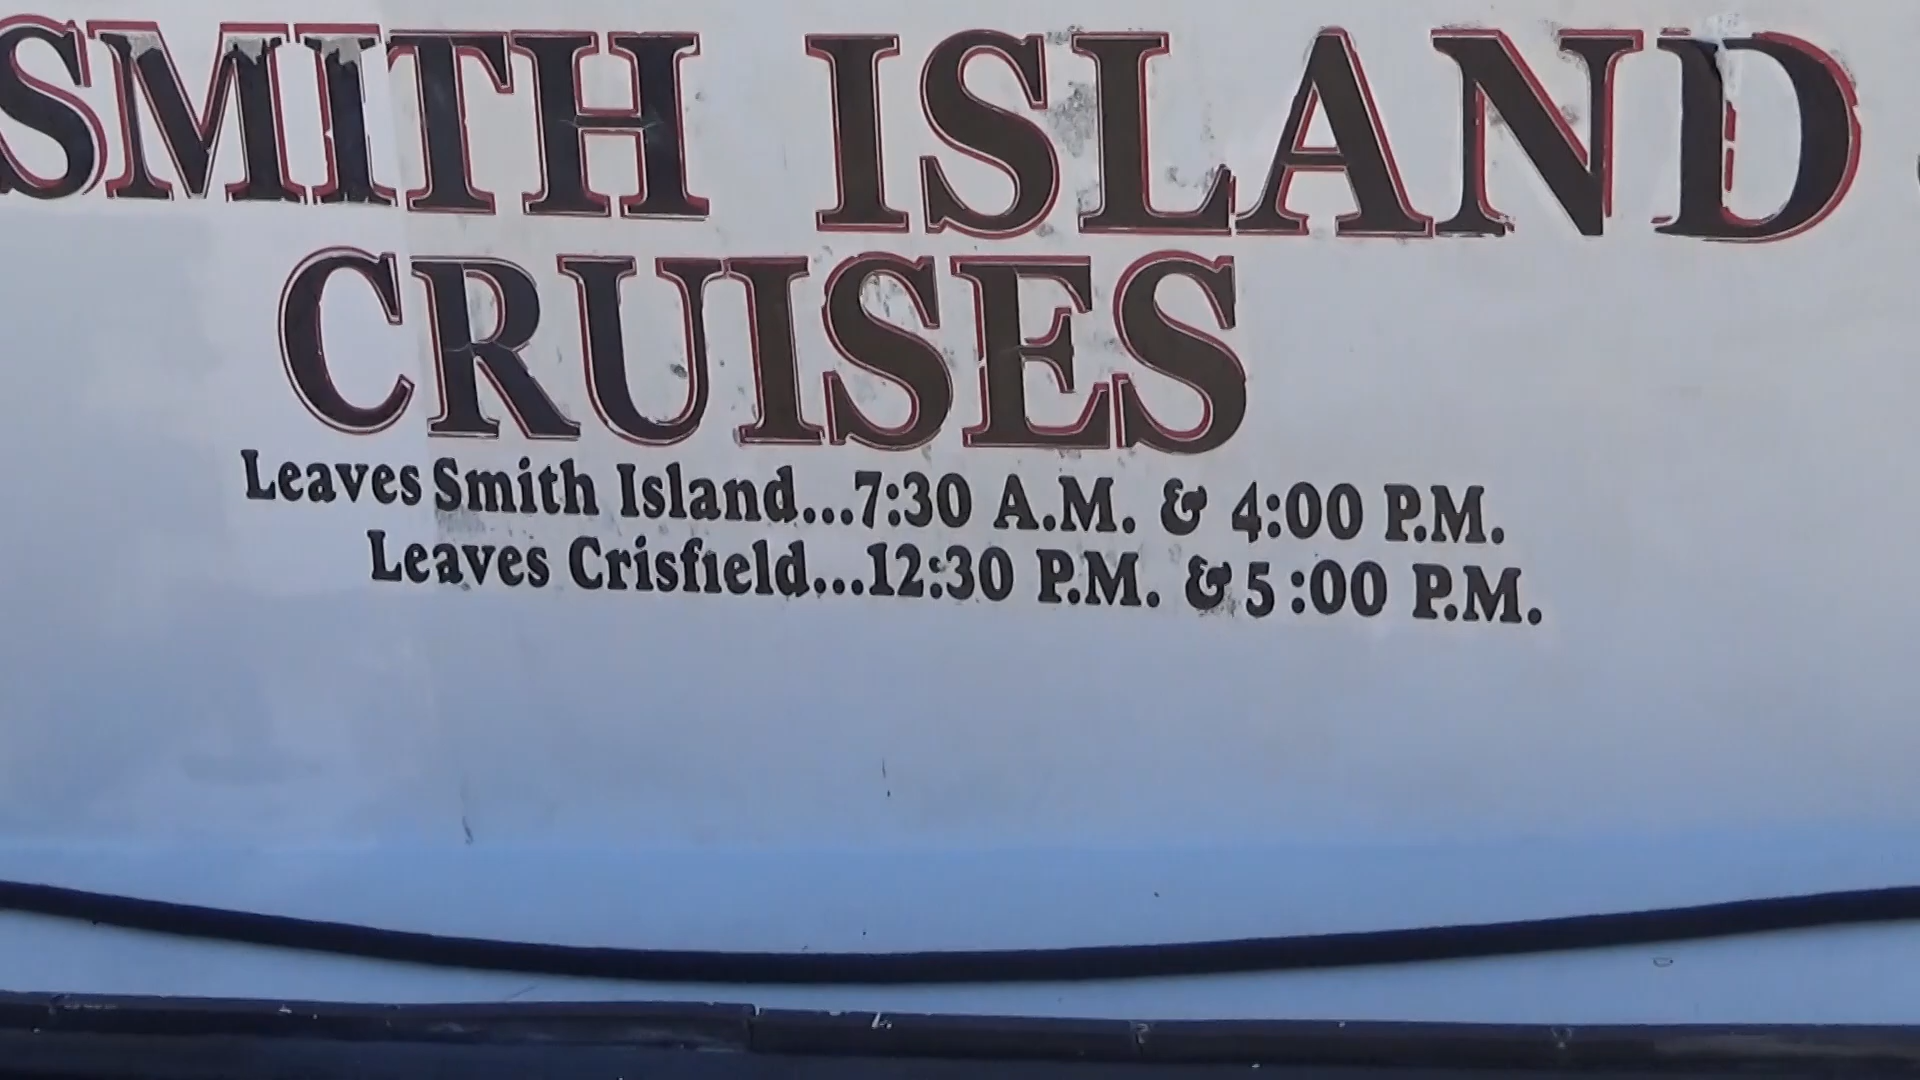 SMITH ISLAND
CRUISES
Leaves Smith Island...7:30 A.M. & 4:00 P.M.
Leaves Crisfield...12:30 P.M. & 5:00 P.M.